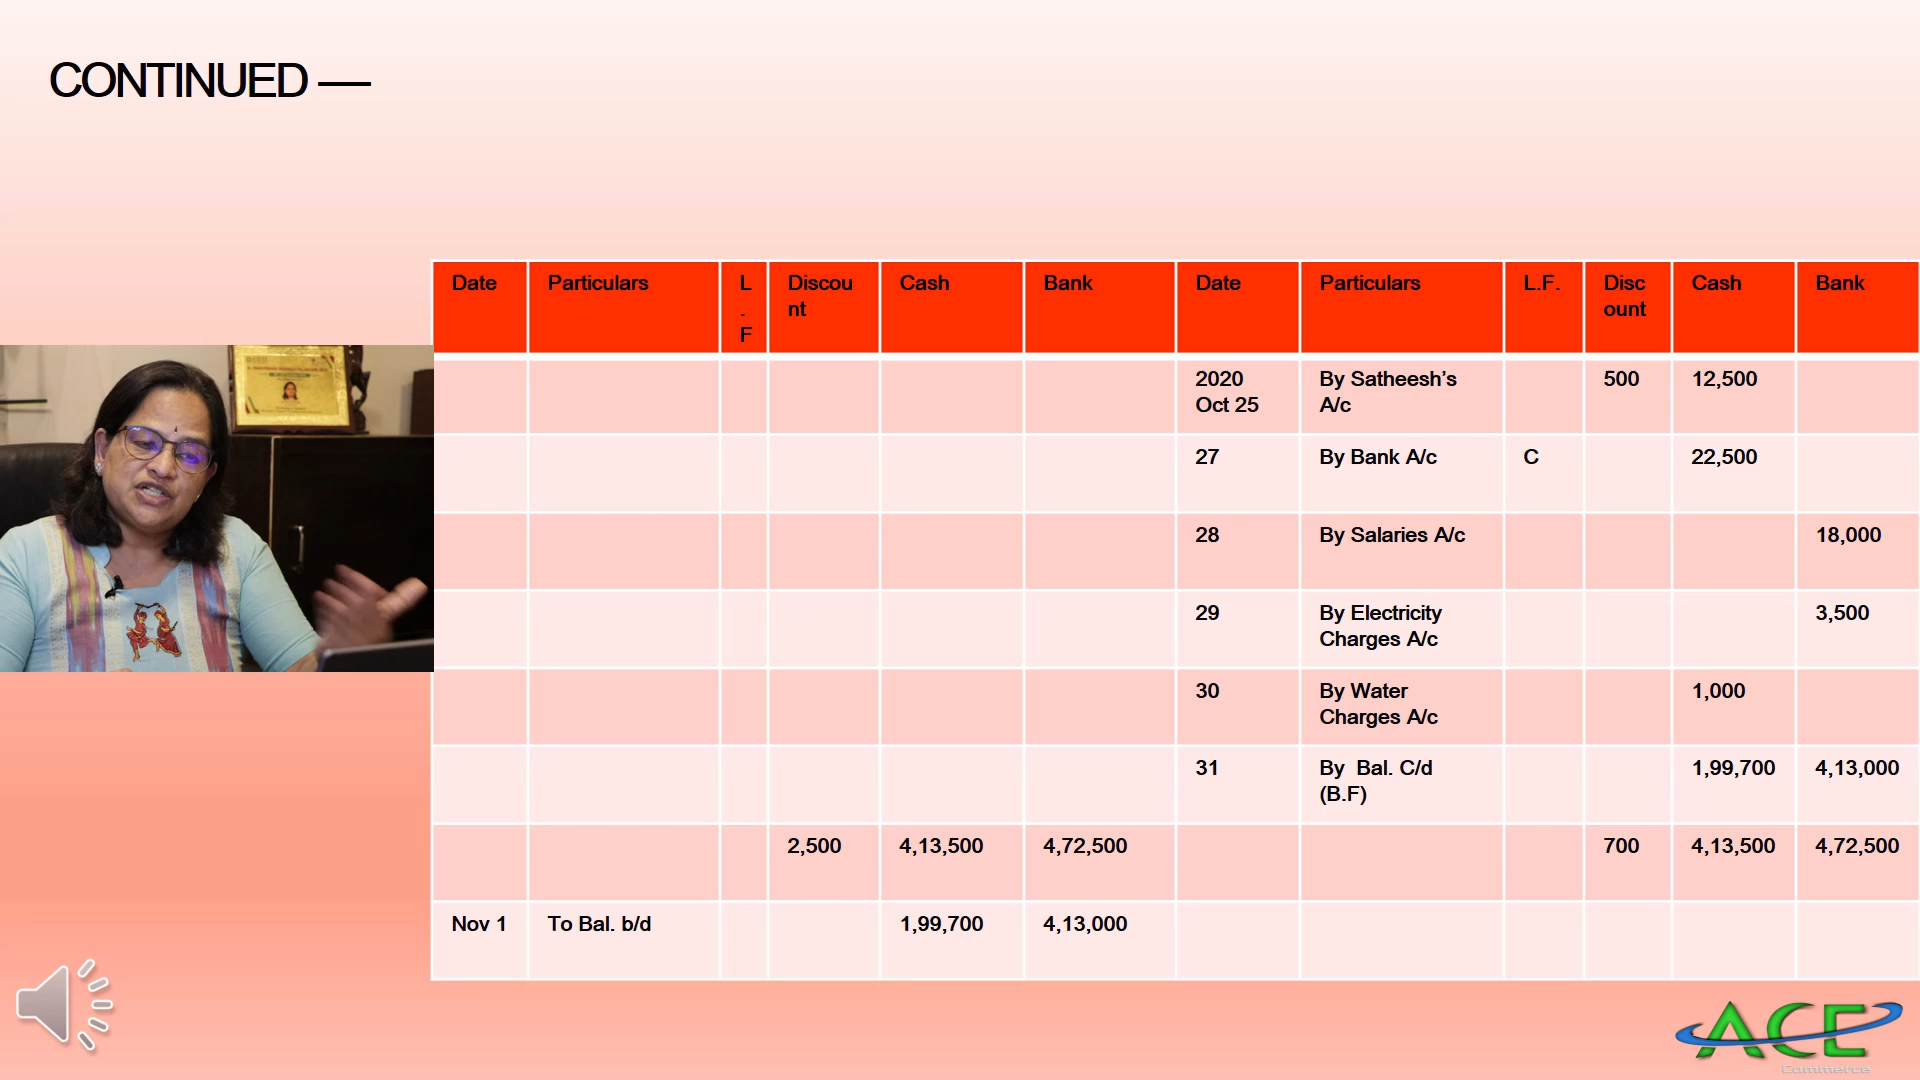 CONTINUED —
Date Particulars L.F Discount Cash Bank Date Particulars L.F. Discount Cash Bank
2020 Oct 25 By Satheesh’s A/c 500 12,500
27 By Bank A/c C 22,500
28 By Salaries A/c 18,000
29 By Electricity Charges A/c 3,500
30 By Water Charges A/c 1,000
31 By Bal. C/d (B.F) 1,99,700 4,13,000
2,500 4,13,500 4,72,500 700 4,13,500 4,72,500
Nov 1 To Bal. b/d 1,99,700 4,13,000
ACE
Commerce